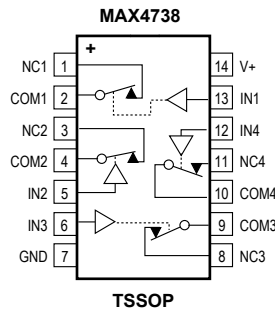 MAX4738
+
NC1 1 14 V+
COM1 2 13 IN1
NC2 3 12 IN4
COM2 4 11 NC4
IN2 5 10 COM4
IN3 6 9 COM3
GND 7 8 NC3
TSSOP